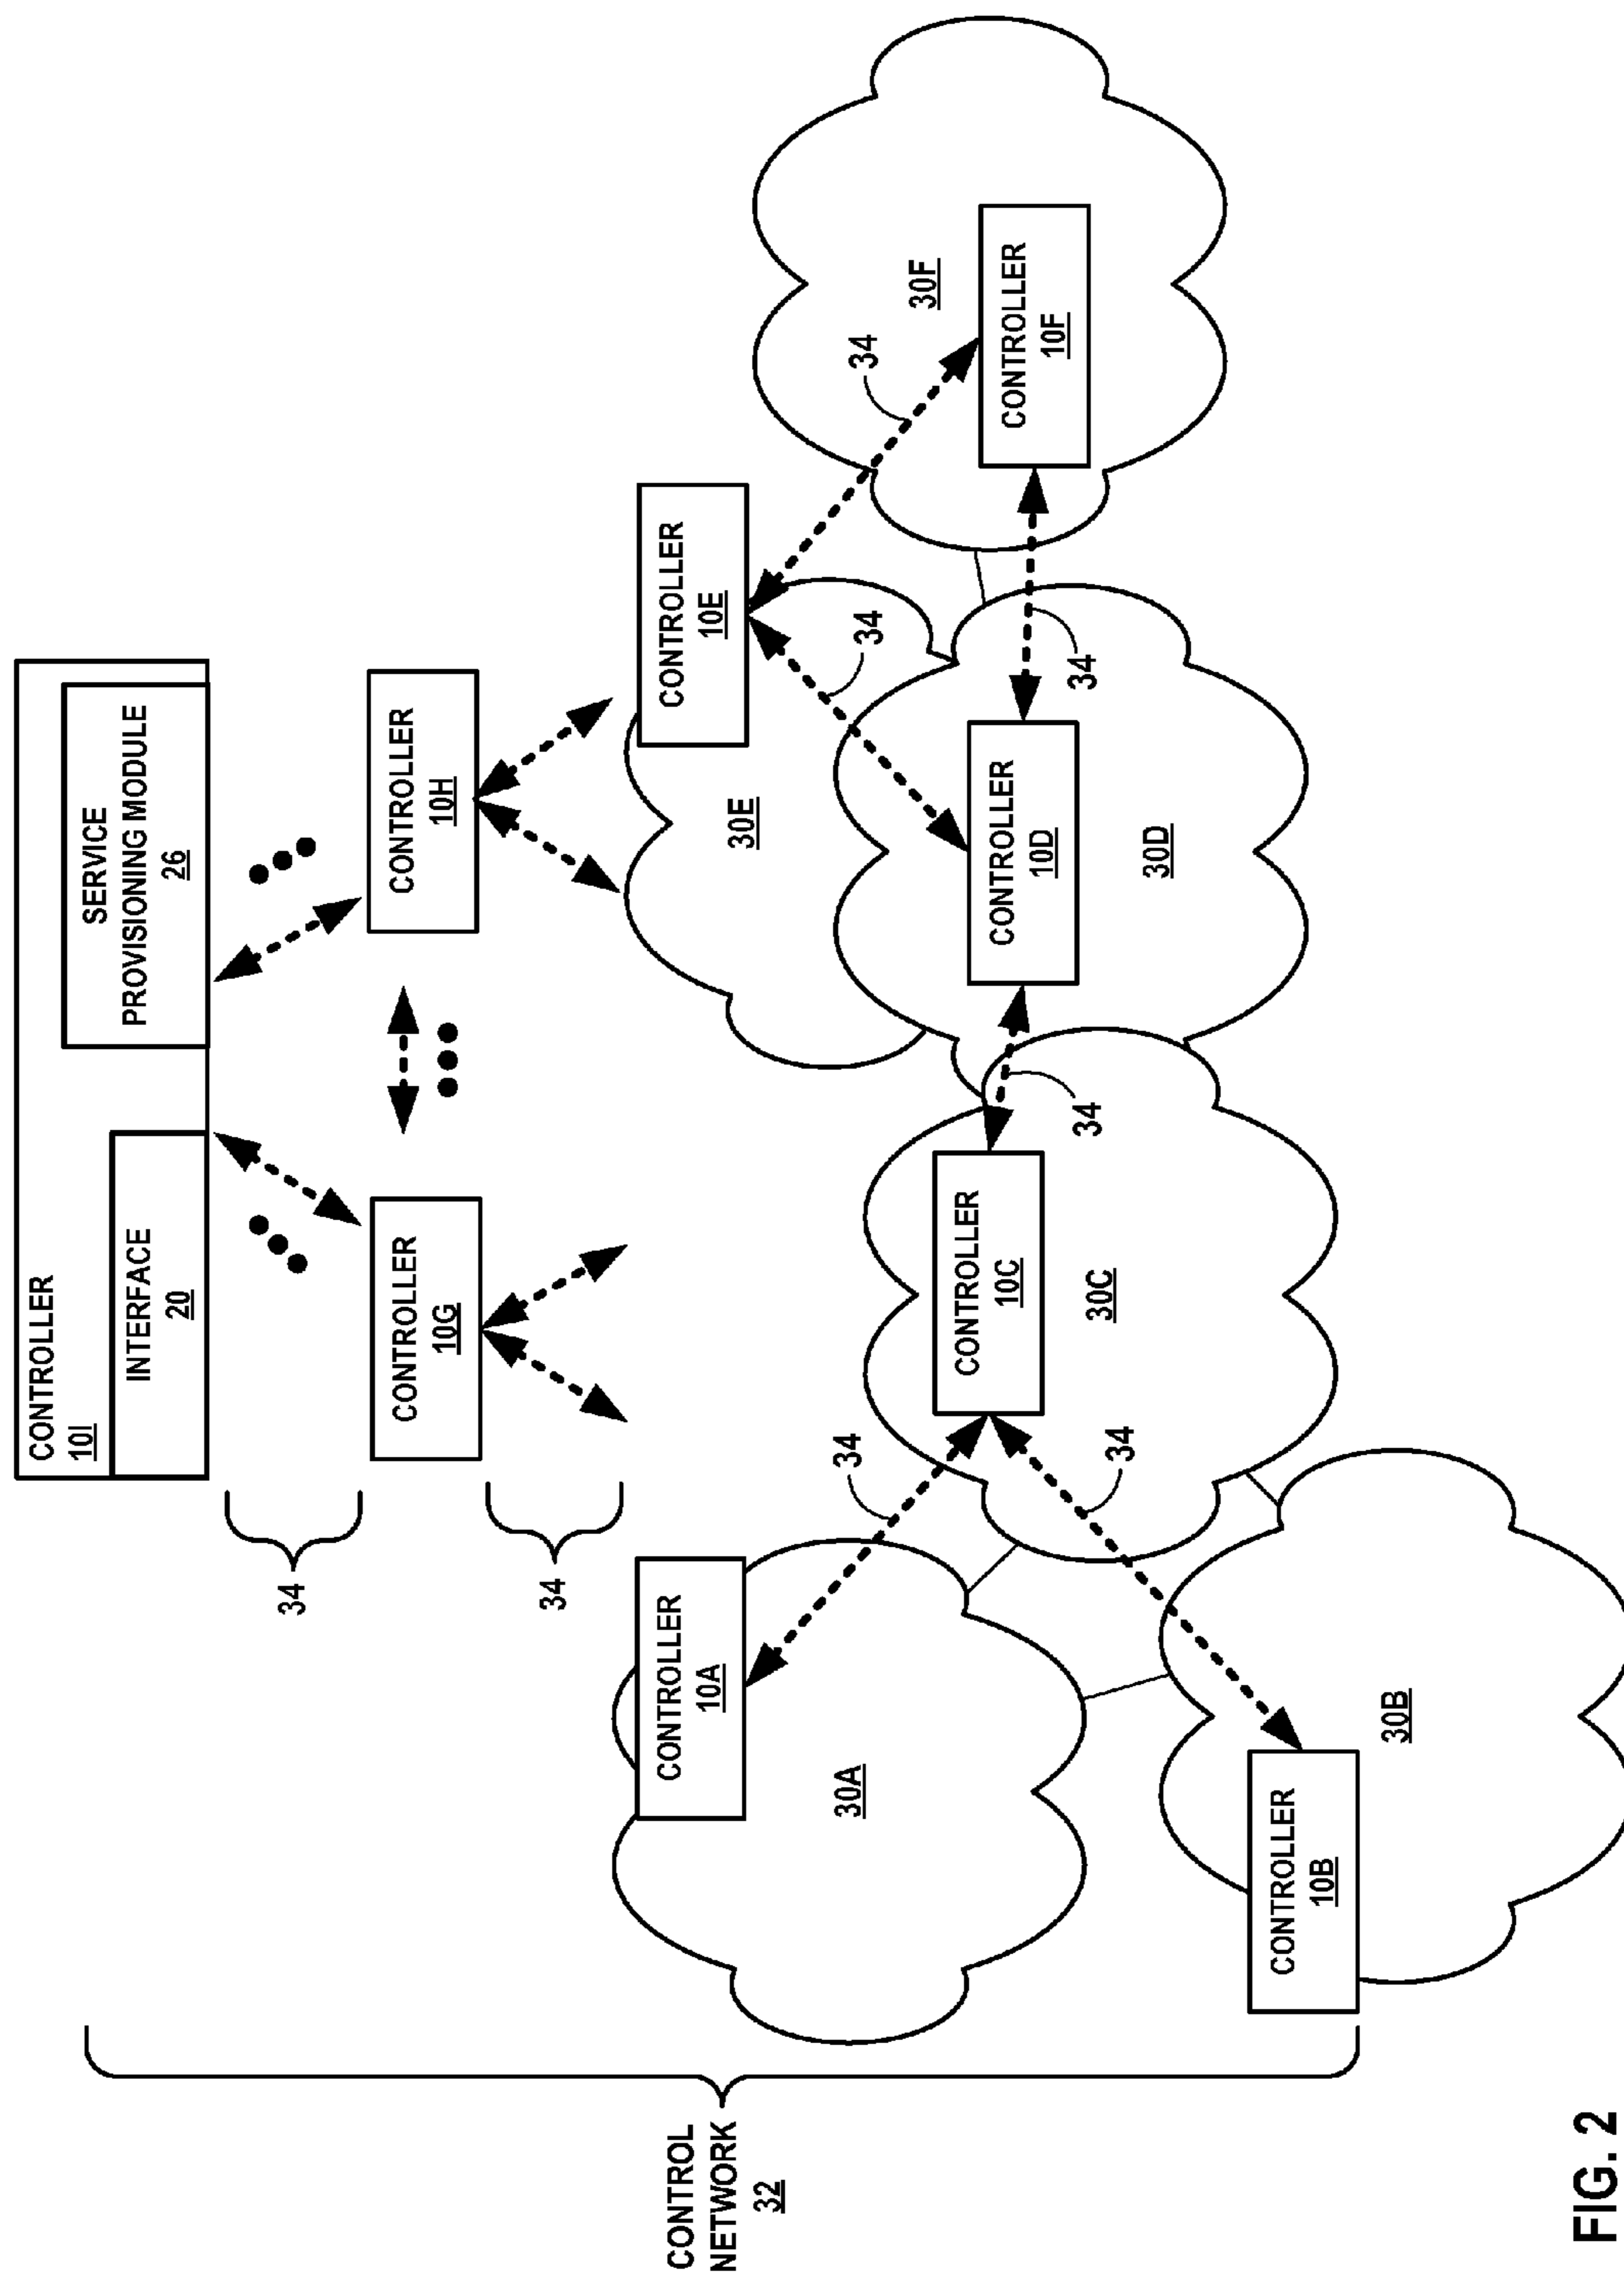 CONTROLLER
10I
INTERFACE
20
SERVICE
PROVISIONING MODULE
26
34
CONTROLLER
10G
CONTROLLER
10H
34
CONTROL
NETWORK
32
CONTROLLER
10A
30A
34
CONTROLLER
10E
30E
34
34
30F
CONTROLLER
10F
CONTROLLER
10C
30C
34
CONTROLLER
10D
30D
34
34
CONTROLLER
10B
30B
FIG. 2